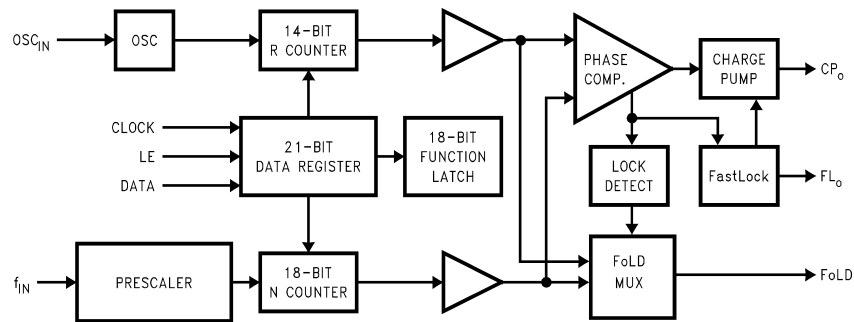 OSC_IN
OSC
14-BIT
R COUNTER
PHASE
COMP.
CHARGE
PUMP
CP_o
CLOCK
LE
DATA
21-BIT
DATA REGISTER
18-BIT
FUNCTION
LATCH
LOCK
DETECT
FastLock
FL_o
f_IN
PRESCALER
18-BIT
N COUNTER
FoLD
MUX
FoLD